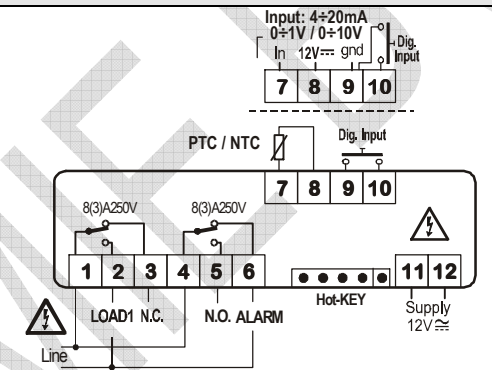 Input: 4÷20mA
0÷1V / 0÷10V
In 12V⎓ gnd
Dig.
Input
7 8 9 10
PTC / NTC
Dig. Input
7 8 9 10
8(3)A250V 8(3)A250V
1 2 3 4 5 6 11 12
LOAD1 N.C. N.O. ALARM
Hot-KEY
Supply
12V≅
Line